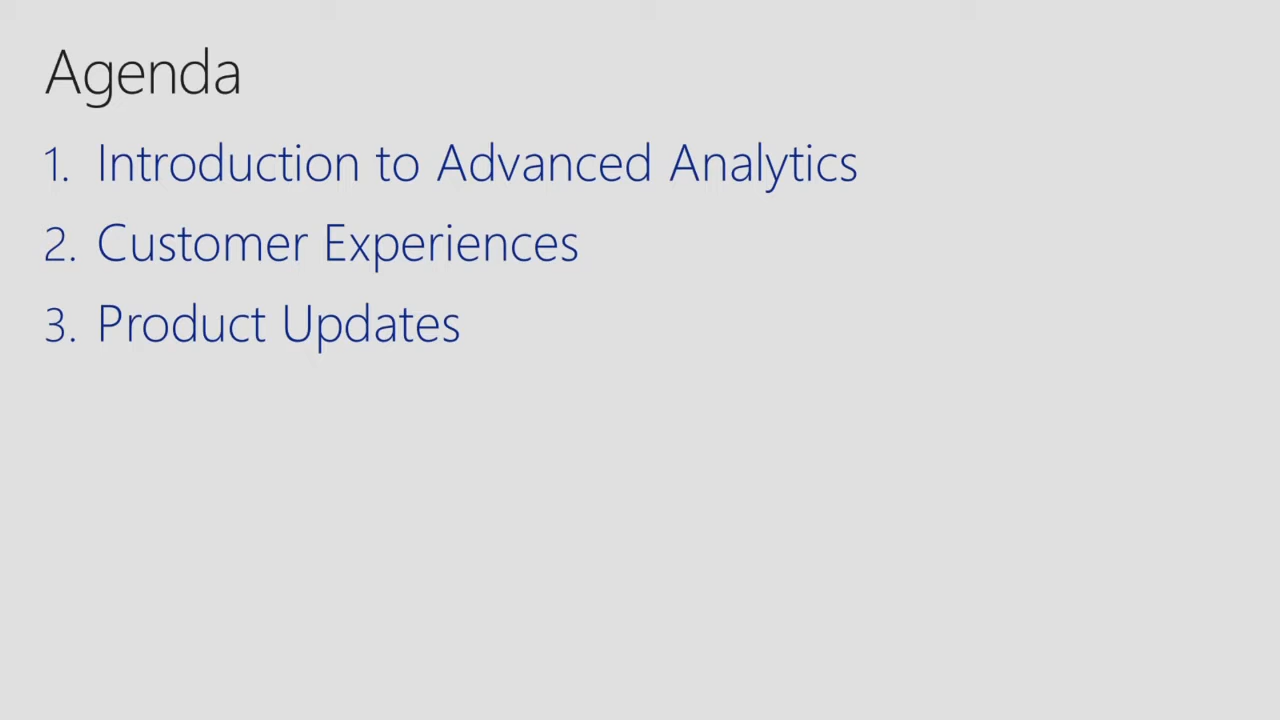 Agenda
1. Introduction to Advanced Analytics
2. Customer Experiences
3. Product Updates